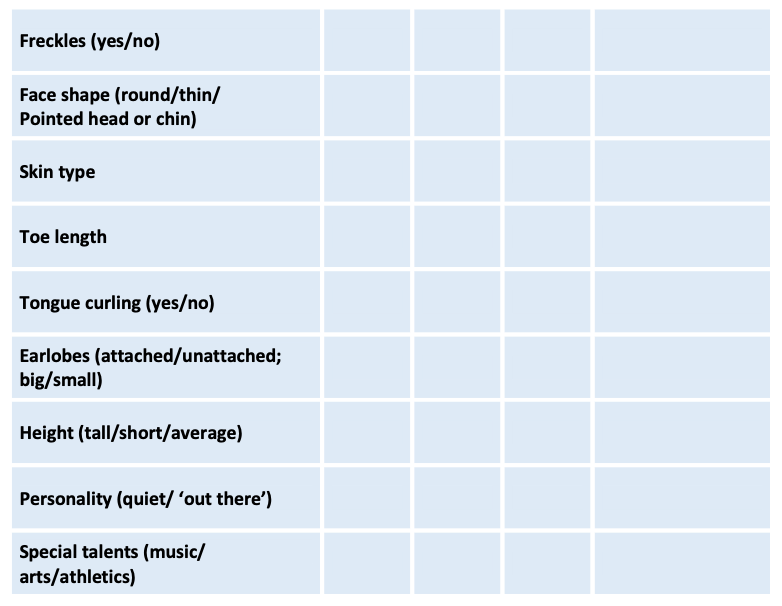 Freckles (yes/no)
Face shape (round/thin/
Pointed head or chin)
Skin type
Toe length
Tongue curling (yes/no)
Earlobes (attached/unattached;
big/small)
Height (tall/short/average)
Personality (quiet/ ‘out there’)
Special talents (music/
arts/athletics)